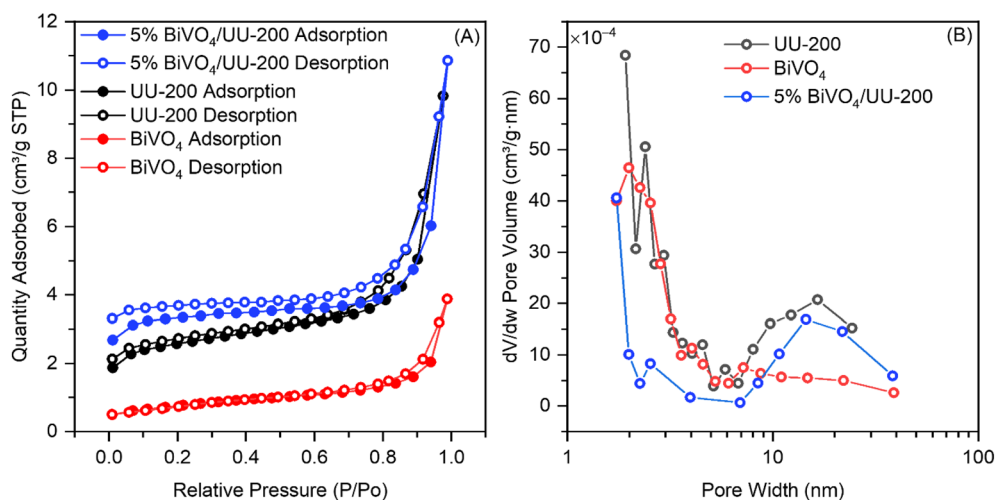 (A)
5% BiVO₄/UU-200 Adsorption
5% BiVO₄/UU-200 Desorption
UU-200 Adsorption
UU-200 Desorption
BiVO₄ Adsorption
BiVO₄ Desorption
Quantity Adsorbed (cm³/g STP)
12
10
8
6
4
2
0
0.0 0.2 0.4 0.6 0.8 1.0
Relative Pressure (P/Po)
(B)
×10⁻⁴
UU-200
BiVO₄
5% BiVO₄/UU-200
dV/dw Pore Volume (cm³/g·nm)
70
60
50
40
30
20
10
0
1 10 100
Pore Width (nm)